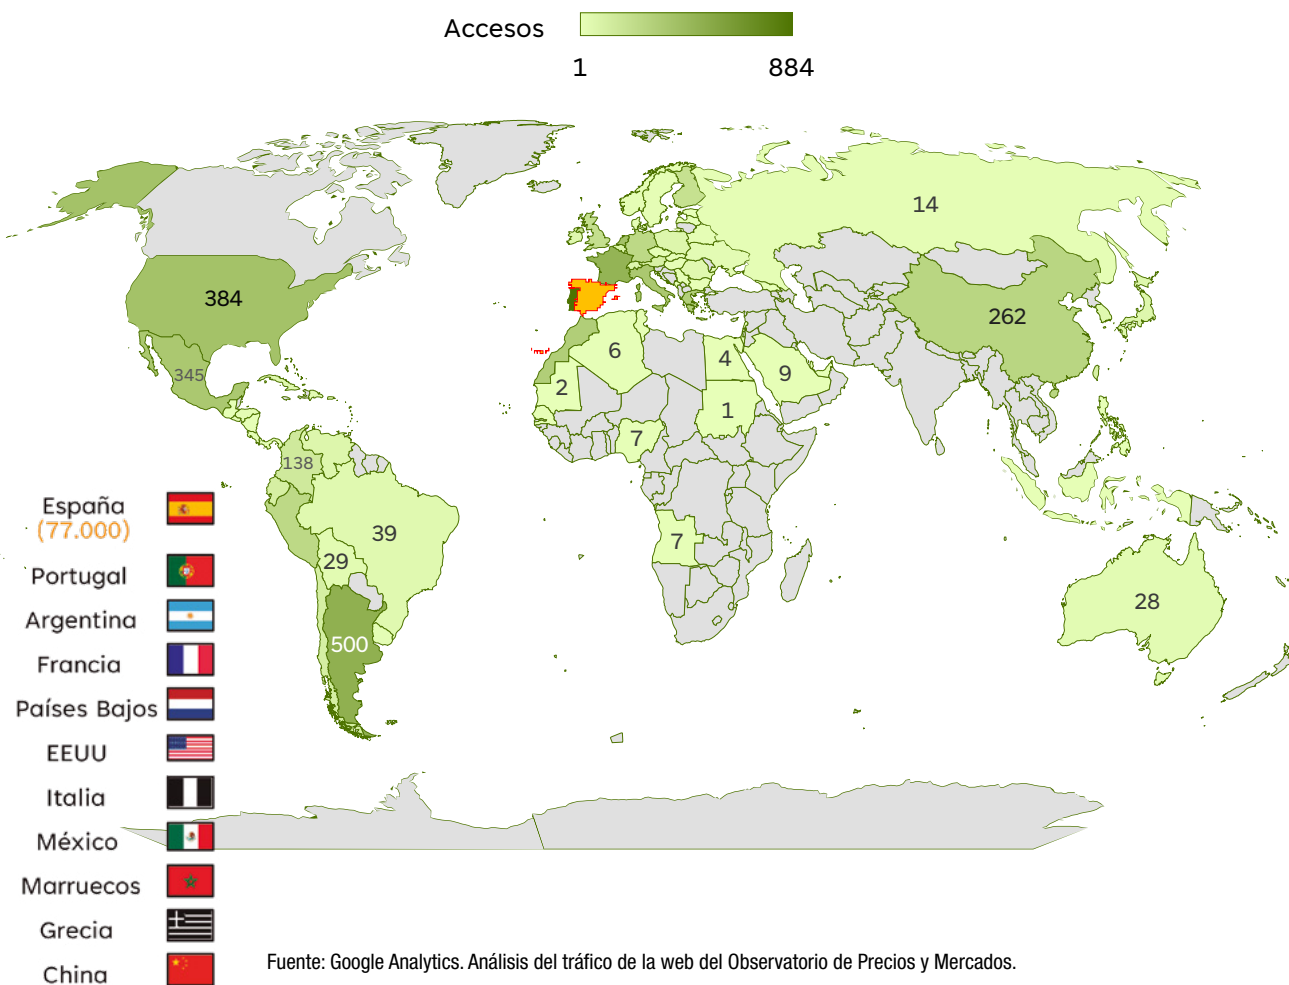 Accesos
1 884
14
384
262
345
6
4
9
2
1
7
138
España
(77.000)
39
7
29
Portugal
28
Argentina
500
Francia
Países Bajos
EEUU
Italia
México
Marruecos
Grecia
China
Fuente: Google Analytics. Análisis del tráfico de la web del Observatorio de Precios y Mercados.